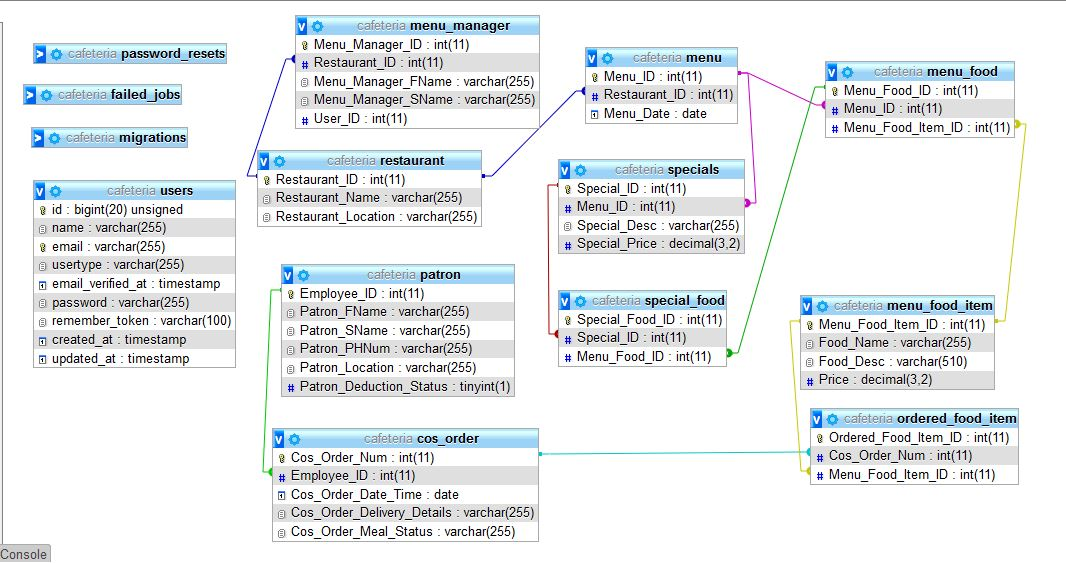 cafeteria password_resets
cafeteria failed_jobs
cafeteria migrations
v cafeteria users
id : bigint(20) unsigned
name : varchar(255)
email : varchar(255)
usertype : varchar(255)
email_verified_at : timestamp
password : varchar(255)
remember_token : varchar(100)
created_at : timestamp
updated_at : timestamp
v cafeteria menu_manager
Menu_Manager_ID : int(11)
# Restaurant_ID : int(11)
Menu_Manager_FName : varchar(255)
Menu_Manager_SName : varchar(255)
# User_ID : int(11)
v cafeteria restaurant
Restaurant_ID : int(11)
Restaurant_Name : varchar(255)
Restaurant_Location : varchar(255)
v cafeteria patron
Employee_ID : int(11)
Patron_FName : varchar(255)
Patron_SName : varchar(255)
Patron_PHNum : varchar(255)
Patron_Location : varchar(255)
# Patron_Deduction_Status : tinyint(1)
v cafeteria cos_order
Cos_Order_Num : int(11)
# Employee_ID : int(11)
Cos_Order_Date_Time : date
Cos_Order_Delivery_Details : varchar(255)
Cos_Order_Meal_Status : varchar(255)
v cafeteria menu
Menu_ID : int(11)
# Restaurant_ID : int(11)
Menu_Date : date
v cafeteria specials
Special_ID : int(11)
# Menu_ID : int(11)
Special_Desc : varchar(255)
# Special_Price : decimal(3,2)
v cafeteria special_food
Special_Food_ID : int(11)
# Special_ID : int(11)
# Menu_Food_ID : int(11)
v cafeteria menu_food
Menu_Food_ID : int(11)
# Menu_ID : int(11)
# Menu_Food_Item_ID : int(11)
v cafeteria menu_food_item
Menu_Food_Item_ID : int(11)
Food_Name : varchar(255)
Food_Desc : varchar(510)
# Price : decimal(3,2)
v cafeteria ordered_food_item
Ordered_Food_Item_ID : int(11)
# Cos_Order_Num : int(11)
# Menu_Food_Item_ID : int(11)
Console